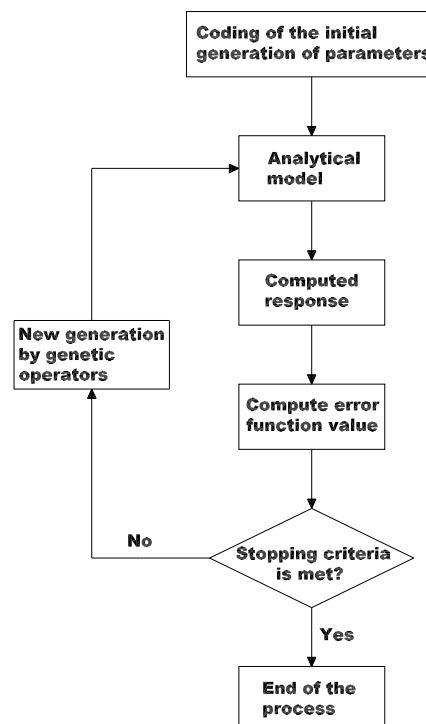 Coding of the initial
generation of parameters
Analytical
model
Computed
response
New generation
by genetic
operators
Compute error
function value
No
Stopping criteria
is met?
Yes
End of the
process